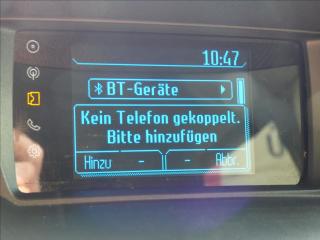 10:47
BT-Geräte
Kein Telefon gekoppelt.
Bitte hinzufügen
Hinzu - - Abbr.